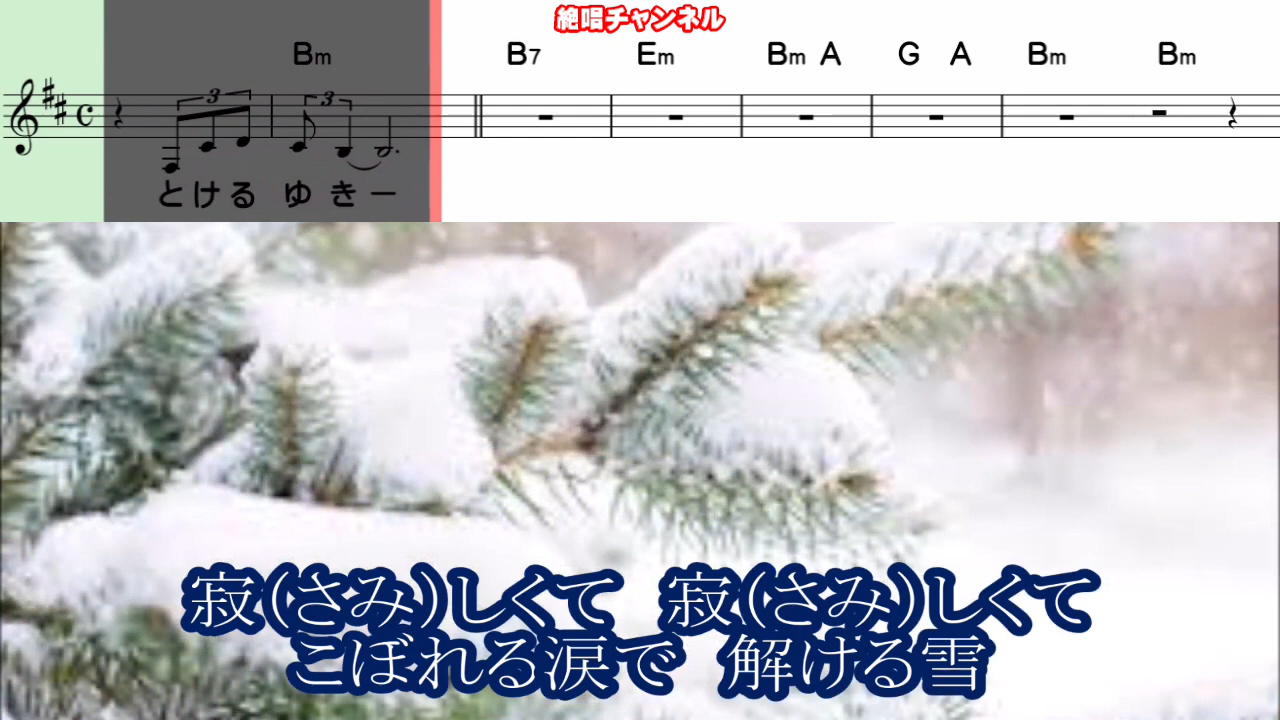 絶唱チャンネル
Bm B7 Em Bm A G A Bm Bm
3 3
とける ゆきー
寂(さみ)しくて 寂(さみ)しくて
こぼれる涙で 解ける雪